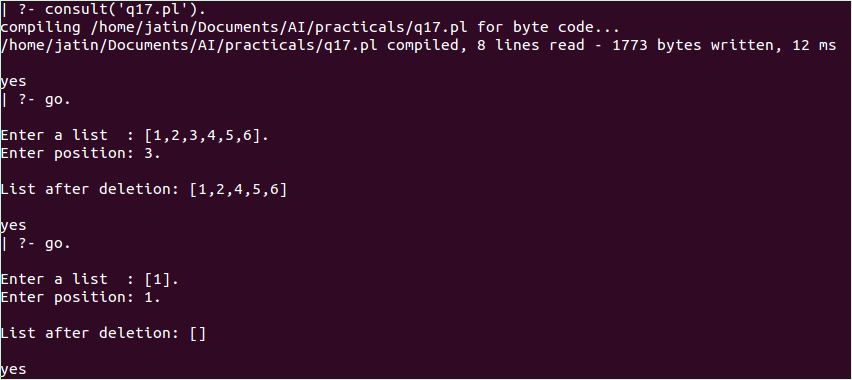 | ?- consult('q17.pl').
compiling /home/jatin/Documents/AI/practicals/q17.pl for byte code...
/home/jatin/Documents/AI/practicals/q17.pl compiled, 8 lines read - 1773 bytes written, 12 ms
yes
| ?- go.
Enter a list  : [1,2,3,4,5,6].
Enter position: 3.
List after deletion: [1,2,4,5,6]
yes
| ?- go.
Enter a list  : [1].
Enter position: 1.
List after deletion: []
yes